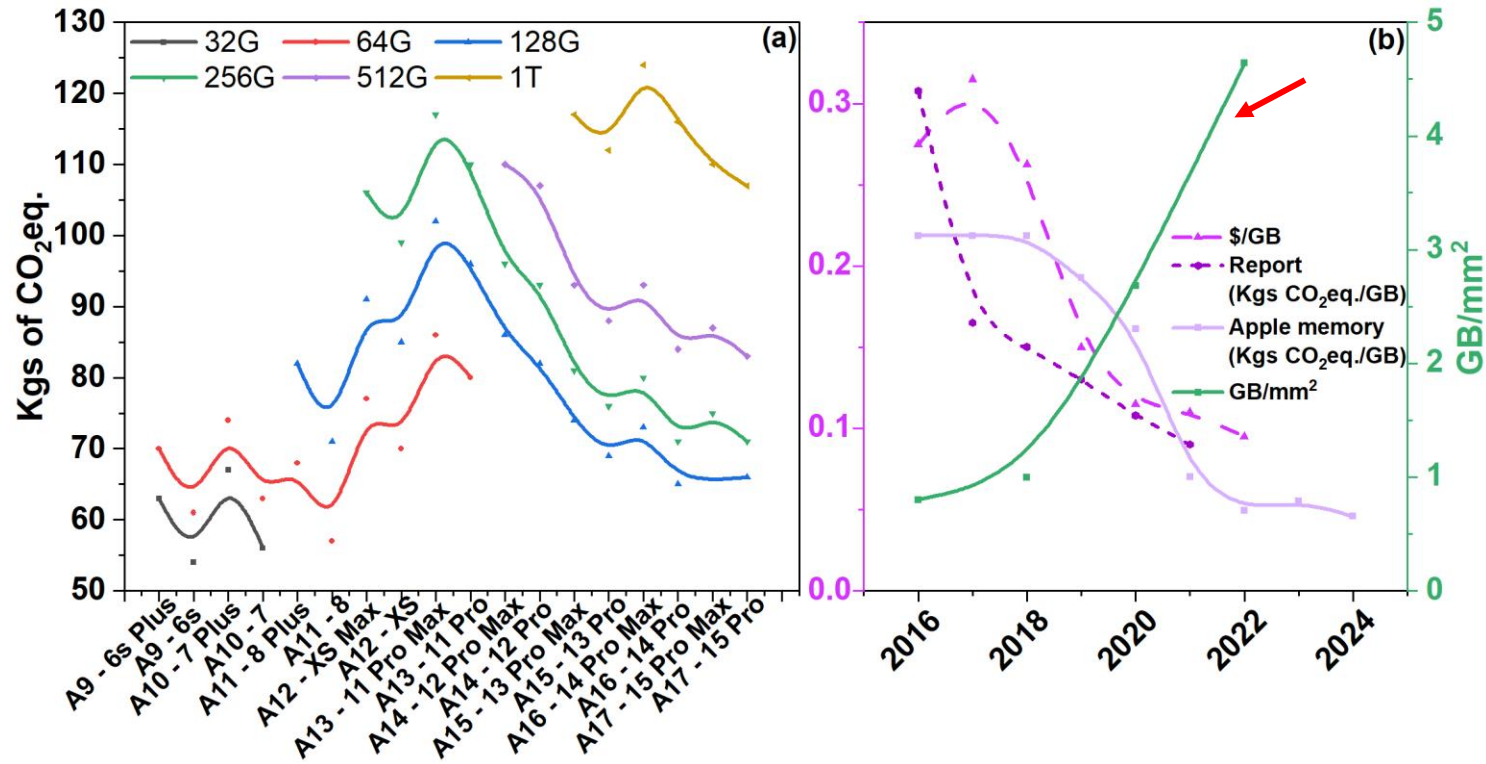 130
120
110
100
90
80
70
60
50
Kgs of CO₂eq.
32G 64G 128G
256G 512G 1T
(a)
A9 - 6s Plus
A9 - 6s
A10 - 7 Plus
A10 - 7
A11 - 8 Plus
A11 - 8
A12 - XS Max
A12 - XS
A13 - 11 Pro Max
A13 - 11 Pro
A14 - 12 Pro Max
A14 - 12 Pro
A15 - 13 Pro Max
A15 - 13 Pro
A16 - 14 Pro Max
A16 - 14 Pro
A17 - 15 Pro Max
A17 - 15 Pro
(b)
0.3
0.2
0.1
0.0
$/GB
Report
(Kgs CO₂eq./GB)
Apple memory
(Kgs CO₂eq./GB)
GB/mm²
5
4
3
2
1
0
GB/mm²
2016
2018
2020
2022
2024